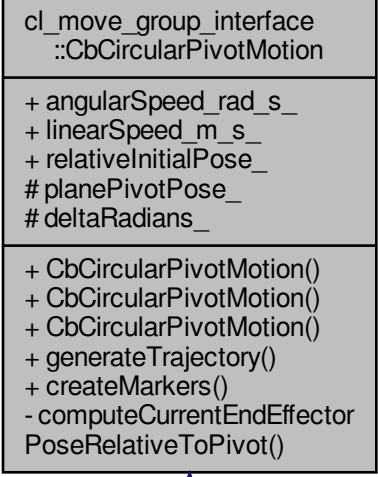 cl_move_group_interface
::CbCircularPivotMotion
+ angularSpeed_rad_s_
+ linearSpeed_m_s_
+ relativeInitialPose_
# planePivotPose_
# deltaRadians_
+ CbCircularPivotMotion()
+ CbCircularPivotMotion()
+ CbCircularPivotMotion()
+ generateTrajectory()
+ createMarkers()
- computeCurrentEndEffector
PoseRelativeToPivot()